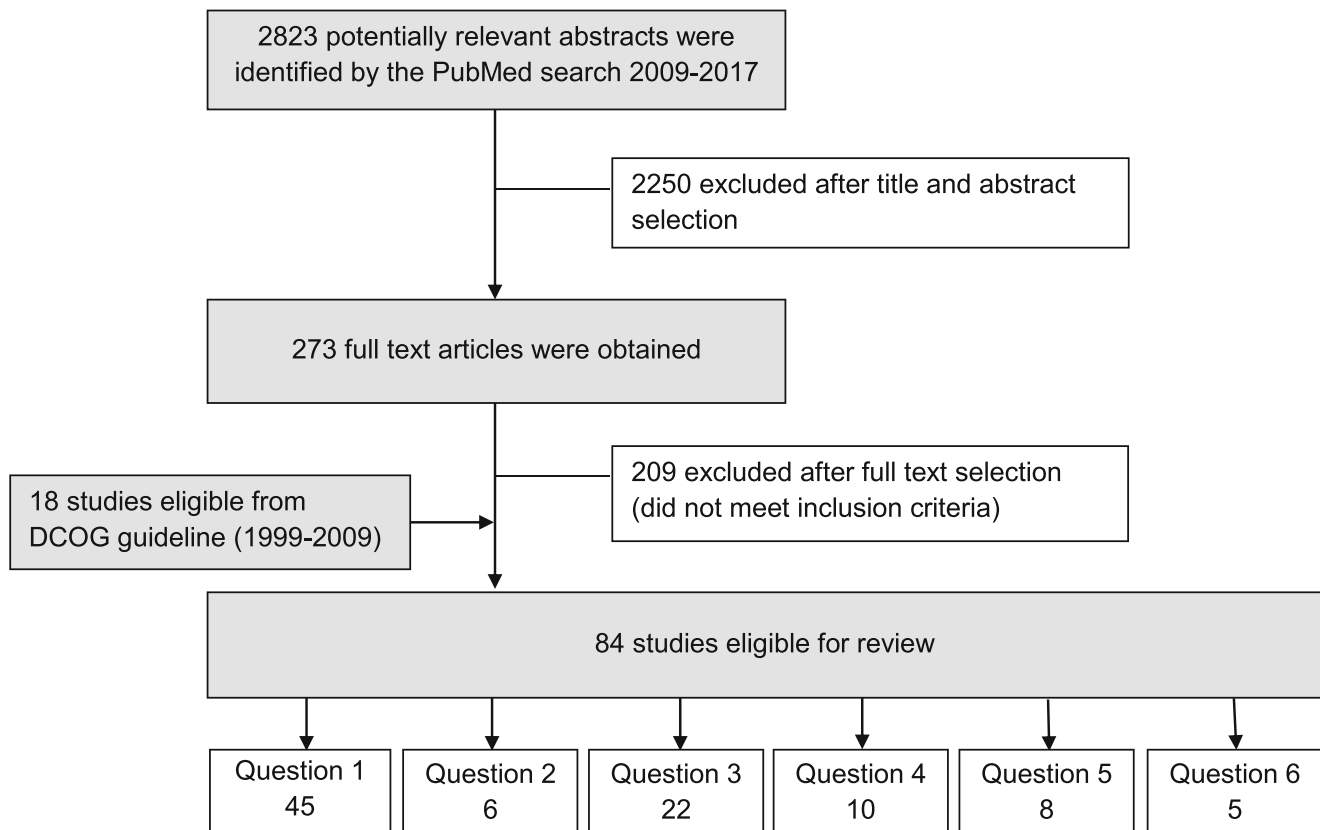 2823 potentially relevant abstracts were
identified by the PubMed search 2009-2017
2250 excluded after title and abstract
selection
273 full text articles were obtained
209 excluded after full text selection
(did not meet inclusion criteria)
18 studies eligible from
DCOG guideline (1999-2009)
84 studies eligible for review
Question 1
45
Question 2
6
Question 3
22
Question 4
10
Question 5
8
Question 6
5